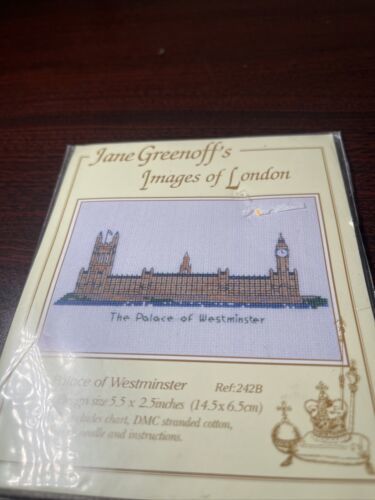 Jane Greenoff's
Images of London
The Palace of Westminster
Palace of Westminster Ref:242B
Design size 5.5 x 2.5inches (14.5x6.5cm)
chart, DMC stranded cotton,
needle and instructions.